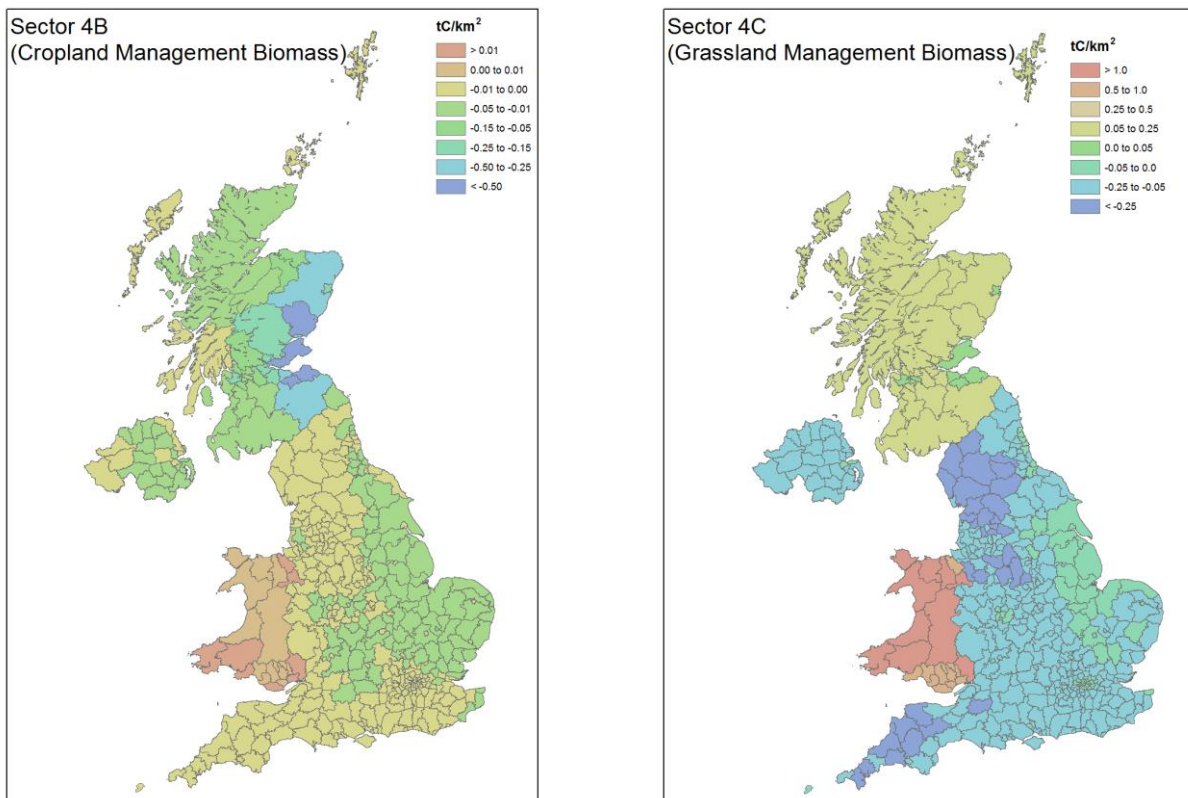 Sector 4B
(Cropland Management Biomass)
tC/km²
> 0.01
0.00 to 0.01
-0.01 to 0.00
-0.05 to -0.01
-0.15 to -0.05
-0.25 to -0.15
-0.50 to -0.25
< -0.50
Sector 4C
(Grassland Management Biomass)
tC/km²
> 1.0
0.5 to 1.0
0.25 to 0.5
0.05 to 0.25
0.0 to 0.05
-0.05 to 0.0
-0.25 to -0.05
< -0.25